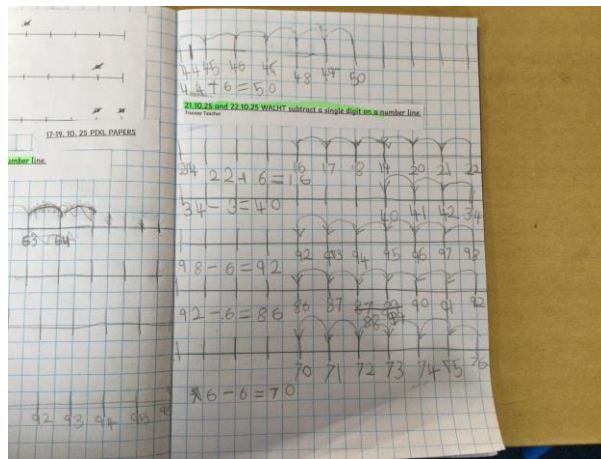 17-19. 10. 25 PIXL PAPERS
umber line.
63 64
92 93 94 95
44 45 46 48 49 50
44+6=50
21.10.25 and 22.10.25 WALHT subtract a single digit on a number line.
Trainee Teacher
16 17 18 19 20 21 22
22+6=16
40 41 42 34
34-3=40
92 93 94 95 96 97 98
98-6=92
86 87 90 91 92
88
92-6=86
70 71 72 73 74 75 76
76-6=70